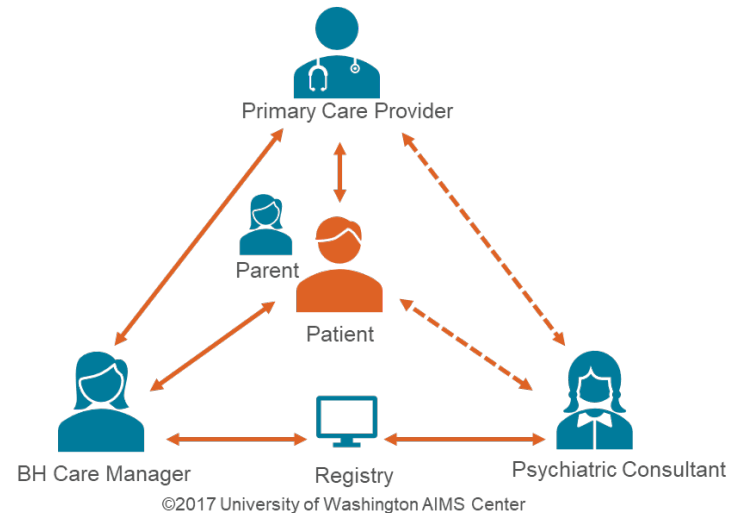 Primary Care Provider
Parent
Patient
BH Care Manager
Registry
Psychiatric Consultant
©2017 University of Washington AIMS Center